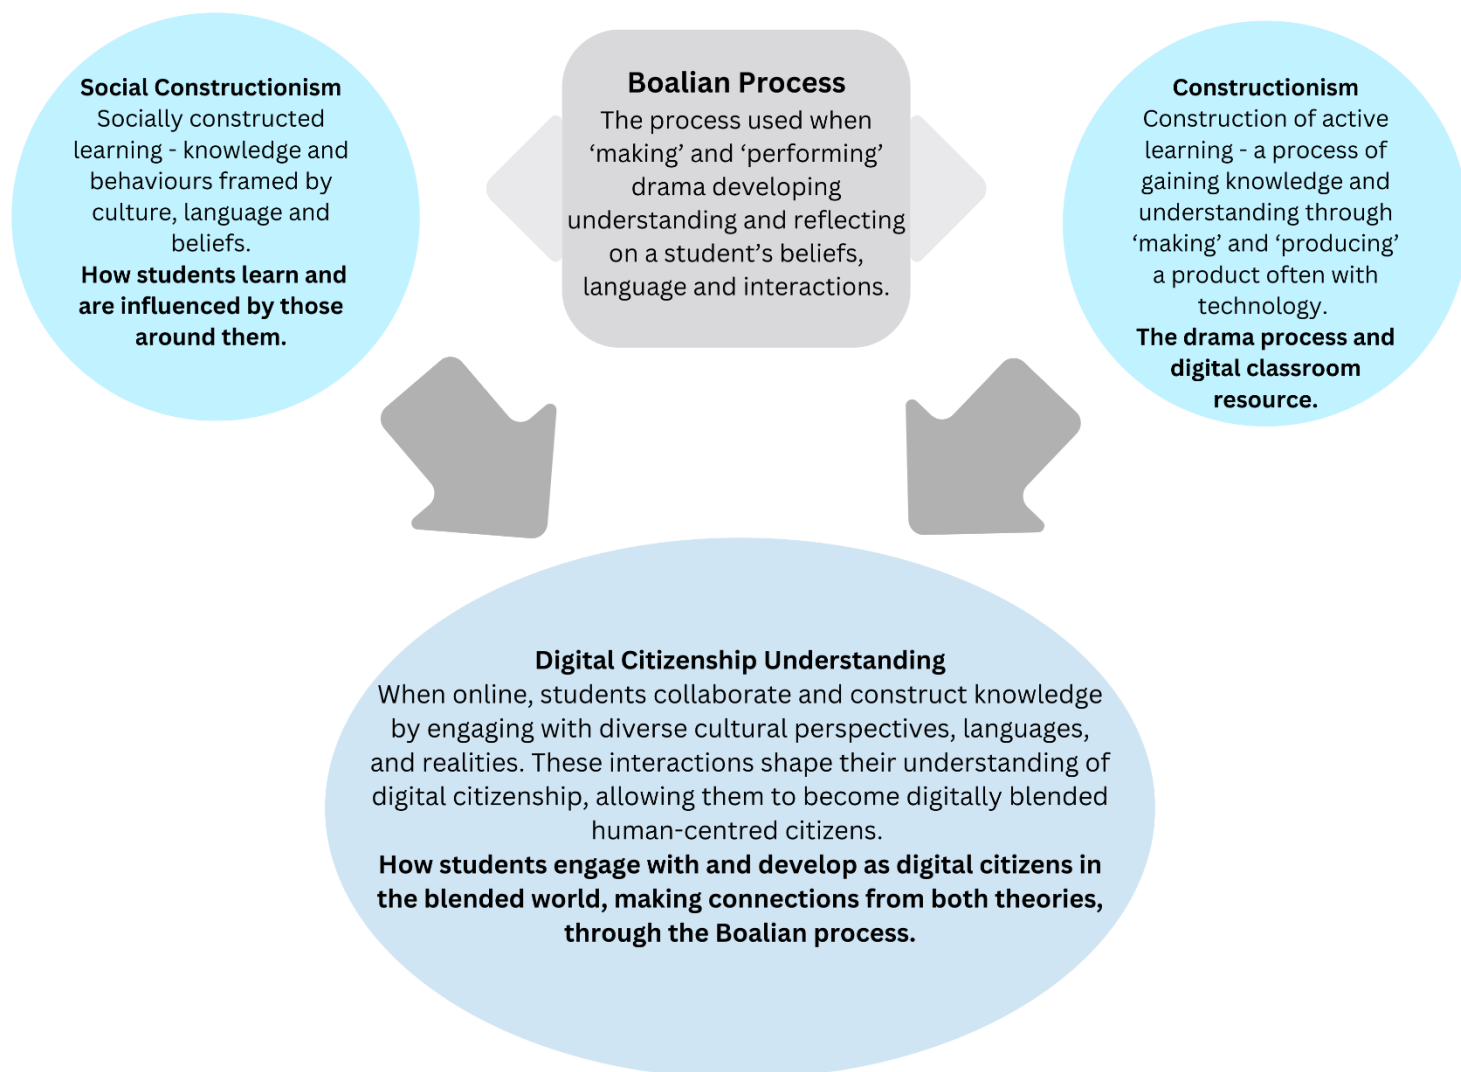 Social Constructionism
Socially constructed
learning - knowledge and
behaviours framed by
culture, language and
beliefs.
How students learn and
are influenced by those
around them.
Boalian Process
The process used when
‘making’ and ‘performing’
drama developing
understanding and reflecting
on a student’s beliefs,
language and interactions.
Constructionism
Construction of active
learning - a process of
gaining knowledge and
understanding through
‘making’ and ‘producing’
a product often with
technology.
The drama process and
digital classroom
resource.
Digital Citizenship Understanding
When online, students collaborate and construct knowledge
by engaging with diverse cultural perspectives, languages,
and realities. These interactions shape their understanding of
digital citizenship, allowing them to become digitally blended
human-centred citizens.
How students engage with and develop as digital citizens in
the blended world, making connections from both theories,
through the Boalian process.